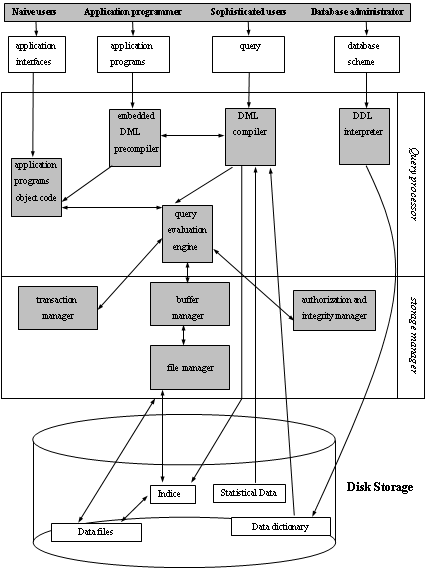 Naive users Application programmer Sophisticated users Database administrator
application
interfaces
application
programs
query
database
scheme
embedded
DML
precompiler
DML
compiler
DDL
interpreter
application
programs
object code
query
evaluation
engine
Query processor
transaction
manager
buffer
manager
authorization and
integrity manager
file manager
storage manager
Indice
Statistical Data
Disk Storage
Data files
Data dictionary